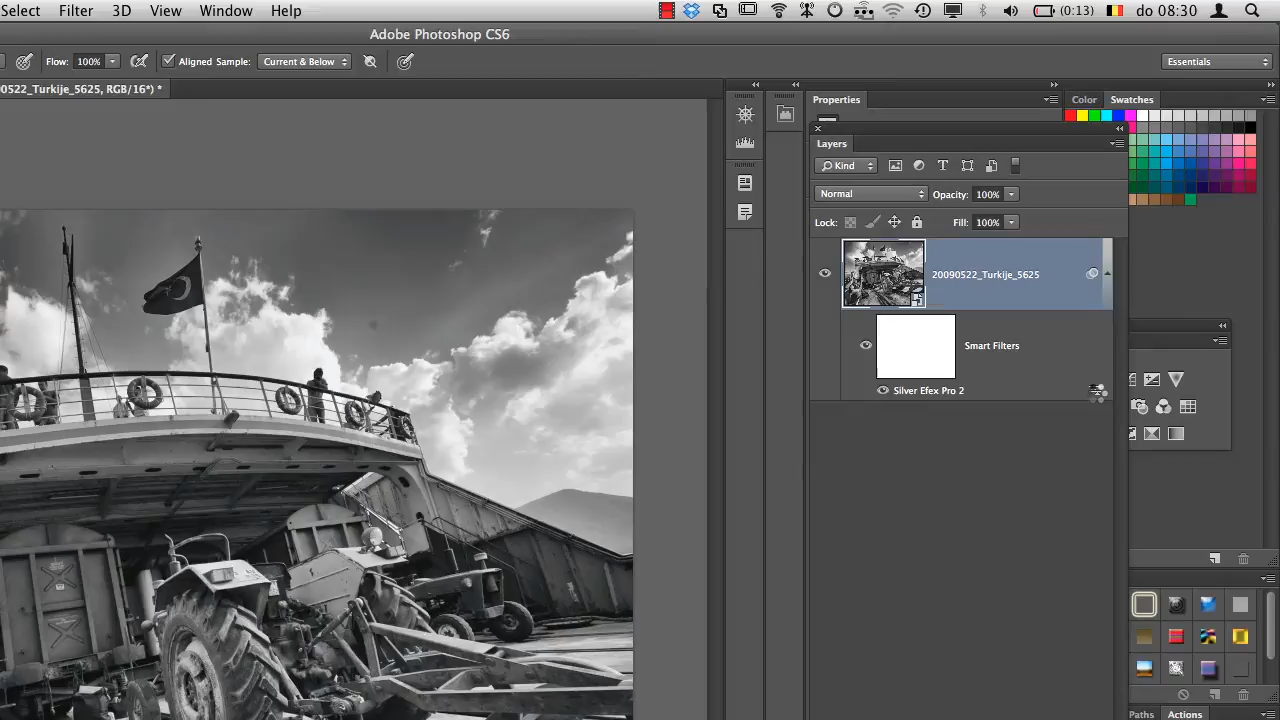 Select Filter 3D View Window Help (0:13) do 08:30
Adobe Photoshop CS6
Flow: 100% Aligned Sample: Current & Below Essentials
0522_Turkije_5625, RGB/16*) *
Properties Color Swatches
Layers
Kind
Normal Opacity: 100%
Lock: Fill: 100%
20090522_Turkije_5625
Smart Filters
Silver Efex Pro 2
Paths Actions